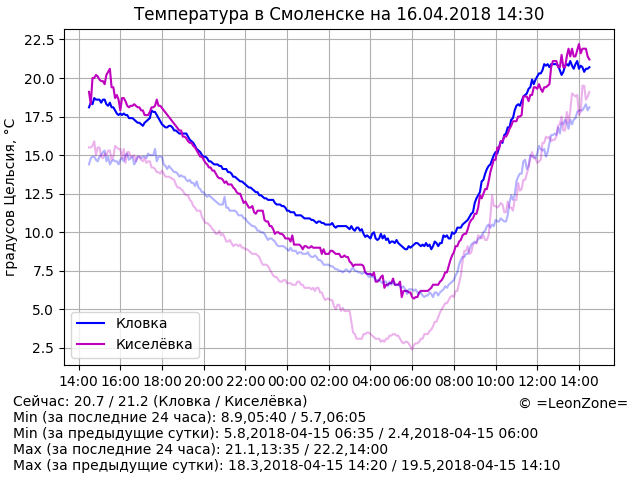 Температура в Смоленске на 16.04.2018 14:30
градусов Цельсия, °C
22.5
20.0
17.5
15.0
12.5
10.0
7.5
5.0
2.5
Кловка
Киселёвка
14:00 16:00 18:00 20:00 22:00 00:00 02:00 04:00 06:00 08:00 10:00 12:00 14:00
Сейчас: 20.7 / 21.2 (Кловка / Киселёвка)
© =LeonZone=
Min (за последние 24 часа): 8.9,05:40 / 5.7,06:05
Min (за предыдущие сутки): 5.8,2018-04-15 06:35 / 2.4,2018-04-15 06:00
Max (за последние 24 часа): 21.1,13:35 / 22.2,14:00
Max (за предыдущие сутки): 18.3,2018-04-15 14:20 / 19.5,2018-04-15 14:10